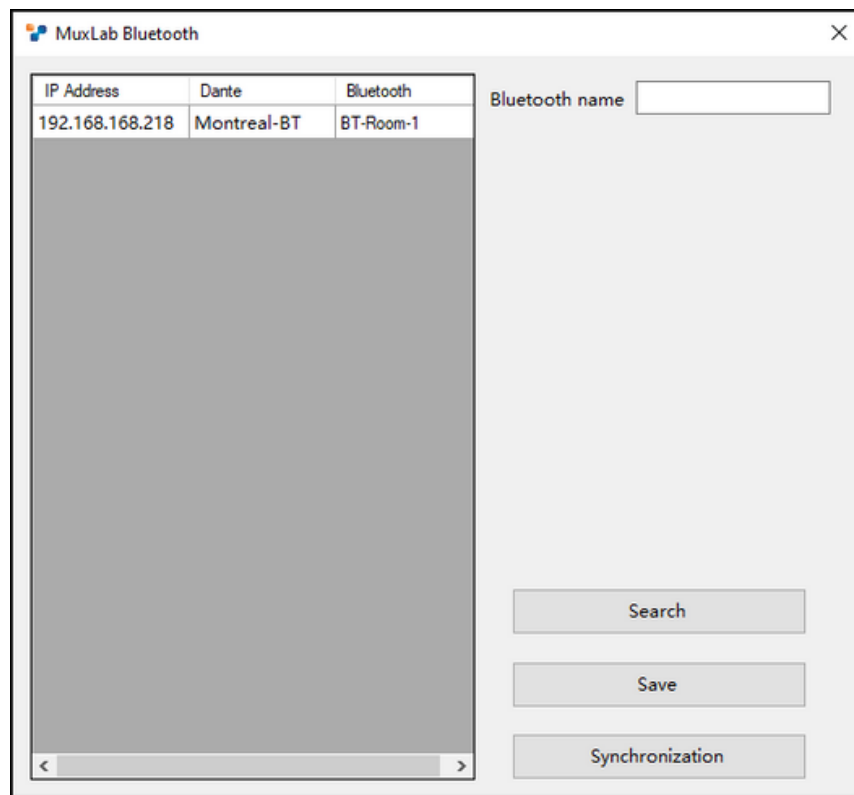 MuxLab Bluetooth
IP Address Dante Bluetooth
192.168.168.218 Montreal-BT BT-Room-1
Bluetooth name
Search
Save
Synchronization